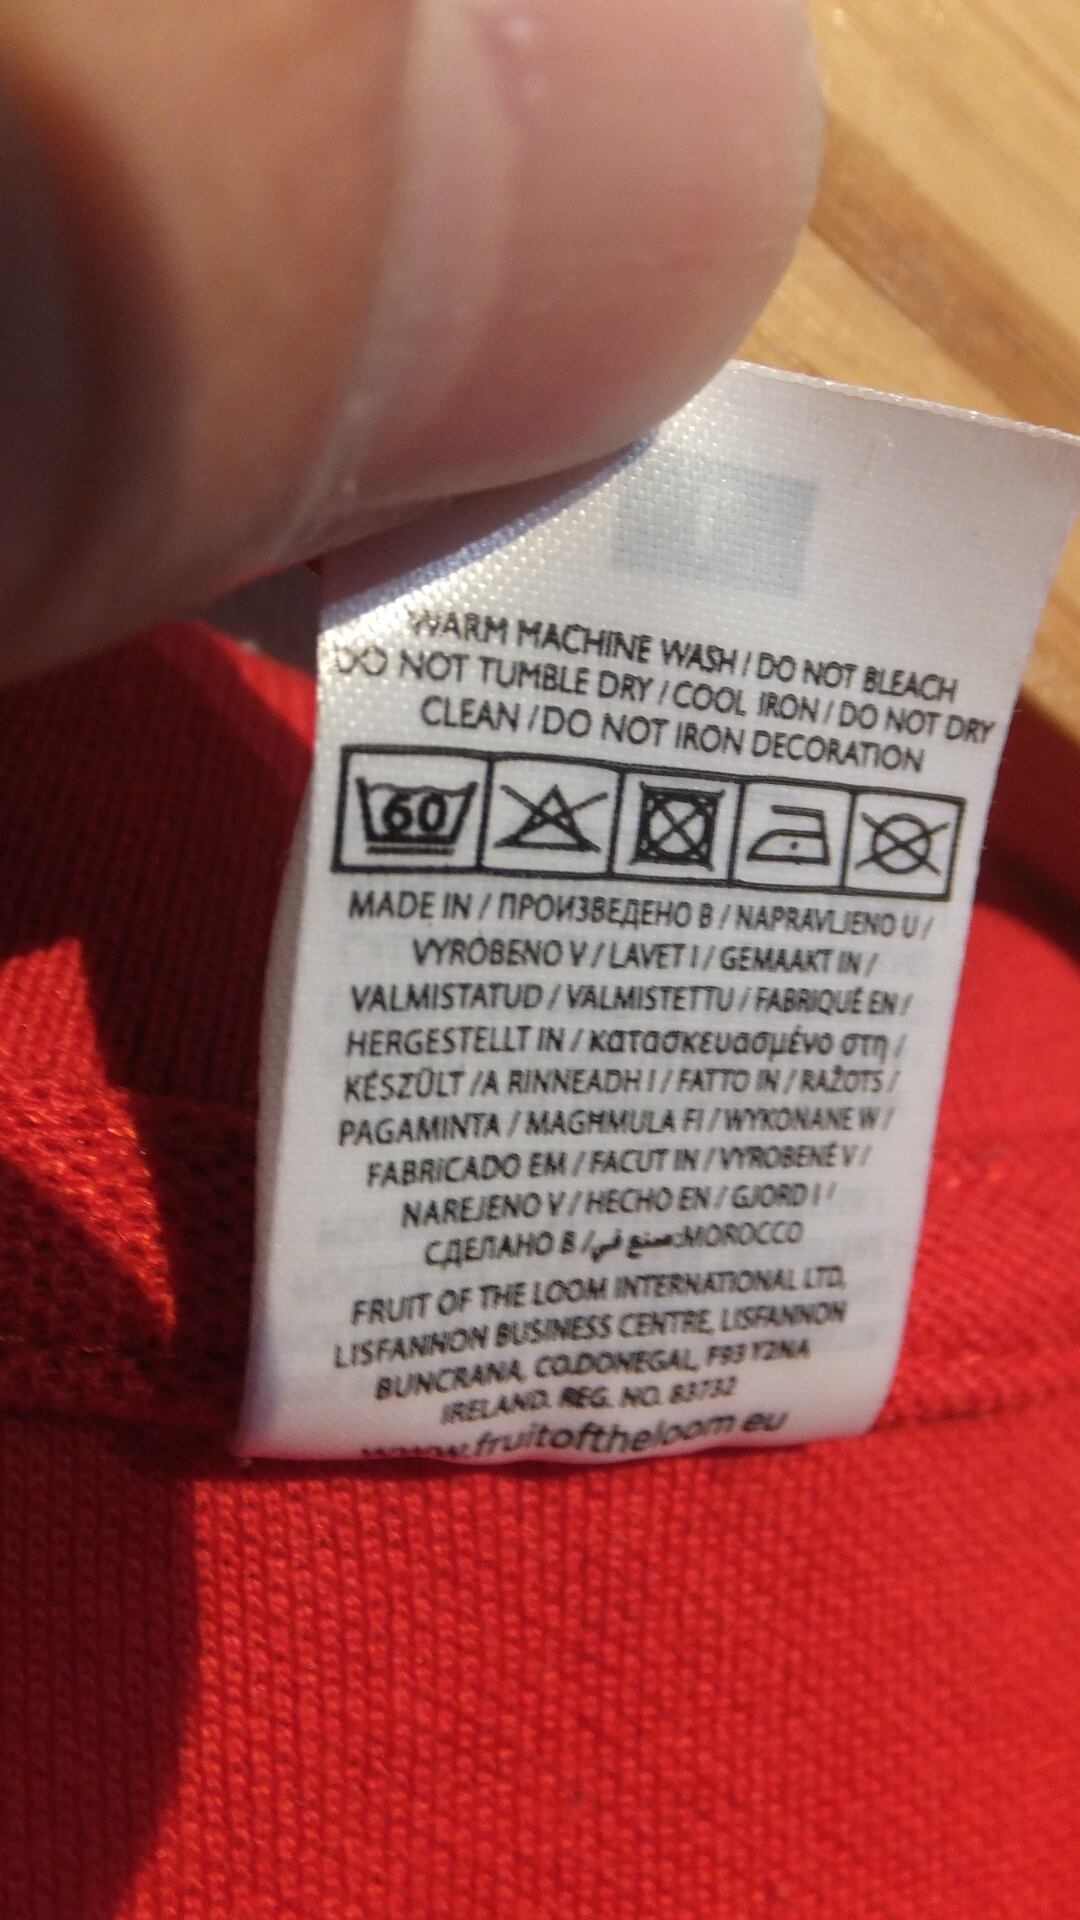 WARM MACHINE WASH / DO NOT BLEACH
DO NOT TUMBLE DRY / COOL IRON / DO NOT DRY
CLEAN / DO NOT IRON DECORATION
60
MADE IN / ПРОИЗВЕДЕНО В / NAPRAVLJENO U /
VYROBENO V / LAVET I / GEMAAKT IN /
VALMISTATUD / VALMISTETTU / FABRIQUÉ EN /
HERGESTELLT IN / κατασκευασμένο στη /
KÉSZÜLT / A RINNEADH I / FATTO IN / RAŽOTS /
PAGAMINTA / MAGHMULA FI / WYKONANE W /
FABRICADO EM / FACUT IN / VYROBENÉ V /
NAREJENO V / HECHO EN / GJORD I /
СДЕЛАНО В / صنع في:MOROCCO
FRUIT OF THE LOOM INTERNATIONAL LTD,
LISFANNON BUSINESS CENTRE, LISFANNON
BUNCRANA, CO.DONEGAL, F93 Y2NA
IRELAND. REG. NO. 83732
www.fruitoftheloom.eu